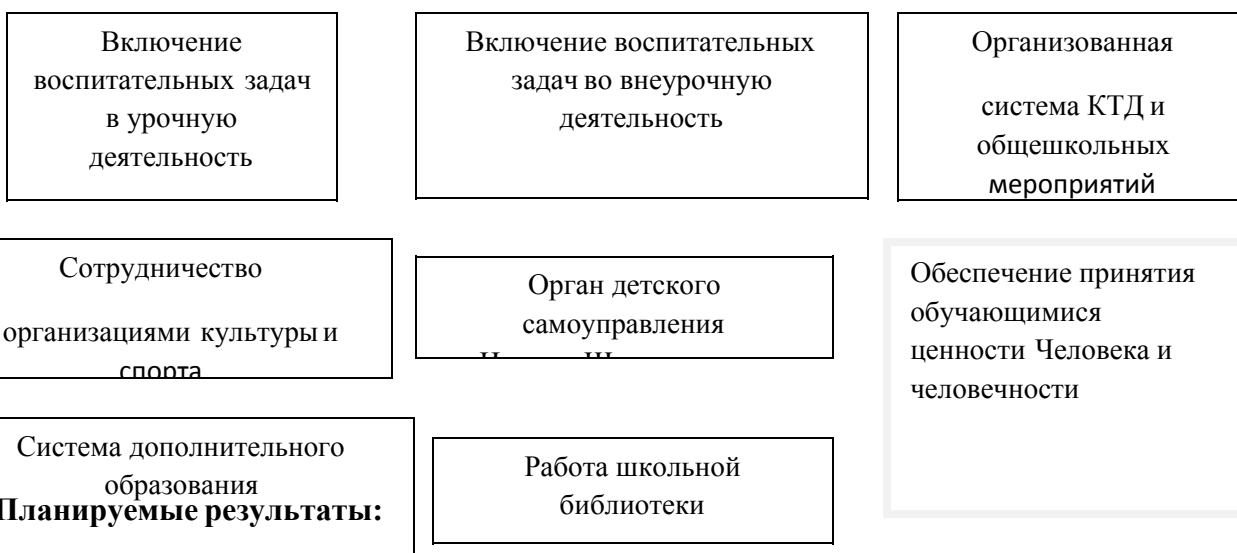 Включение
воспитательных задач
в урочную
деятельность
Включение воспитательных
задач во внеурочную
деятельность
Организованная
система КТД и
общешкольных
мероприятий
Сотрудничество
организациями культуры и
спорта
Орган детского
самоуправления
Обеспечение принятия
обучающимися
ценности Человека и
человечности
Система дополнительного
образования
Планируемые результаты:
Работа школьной
библиотеки